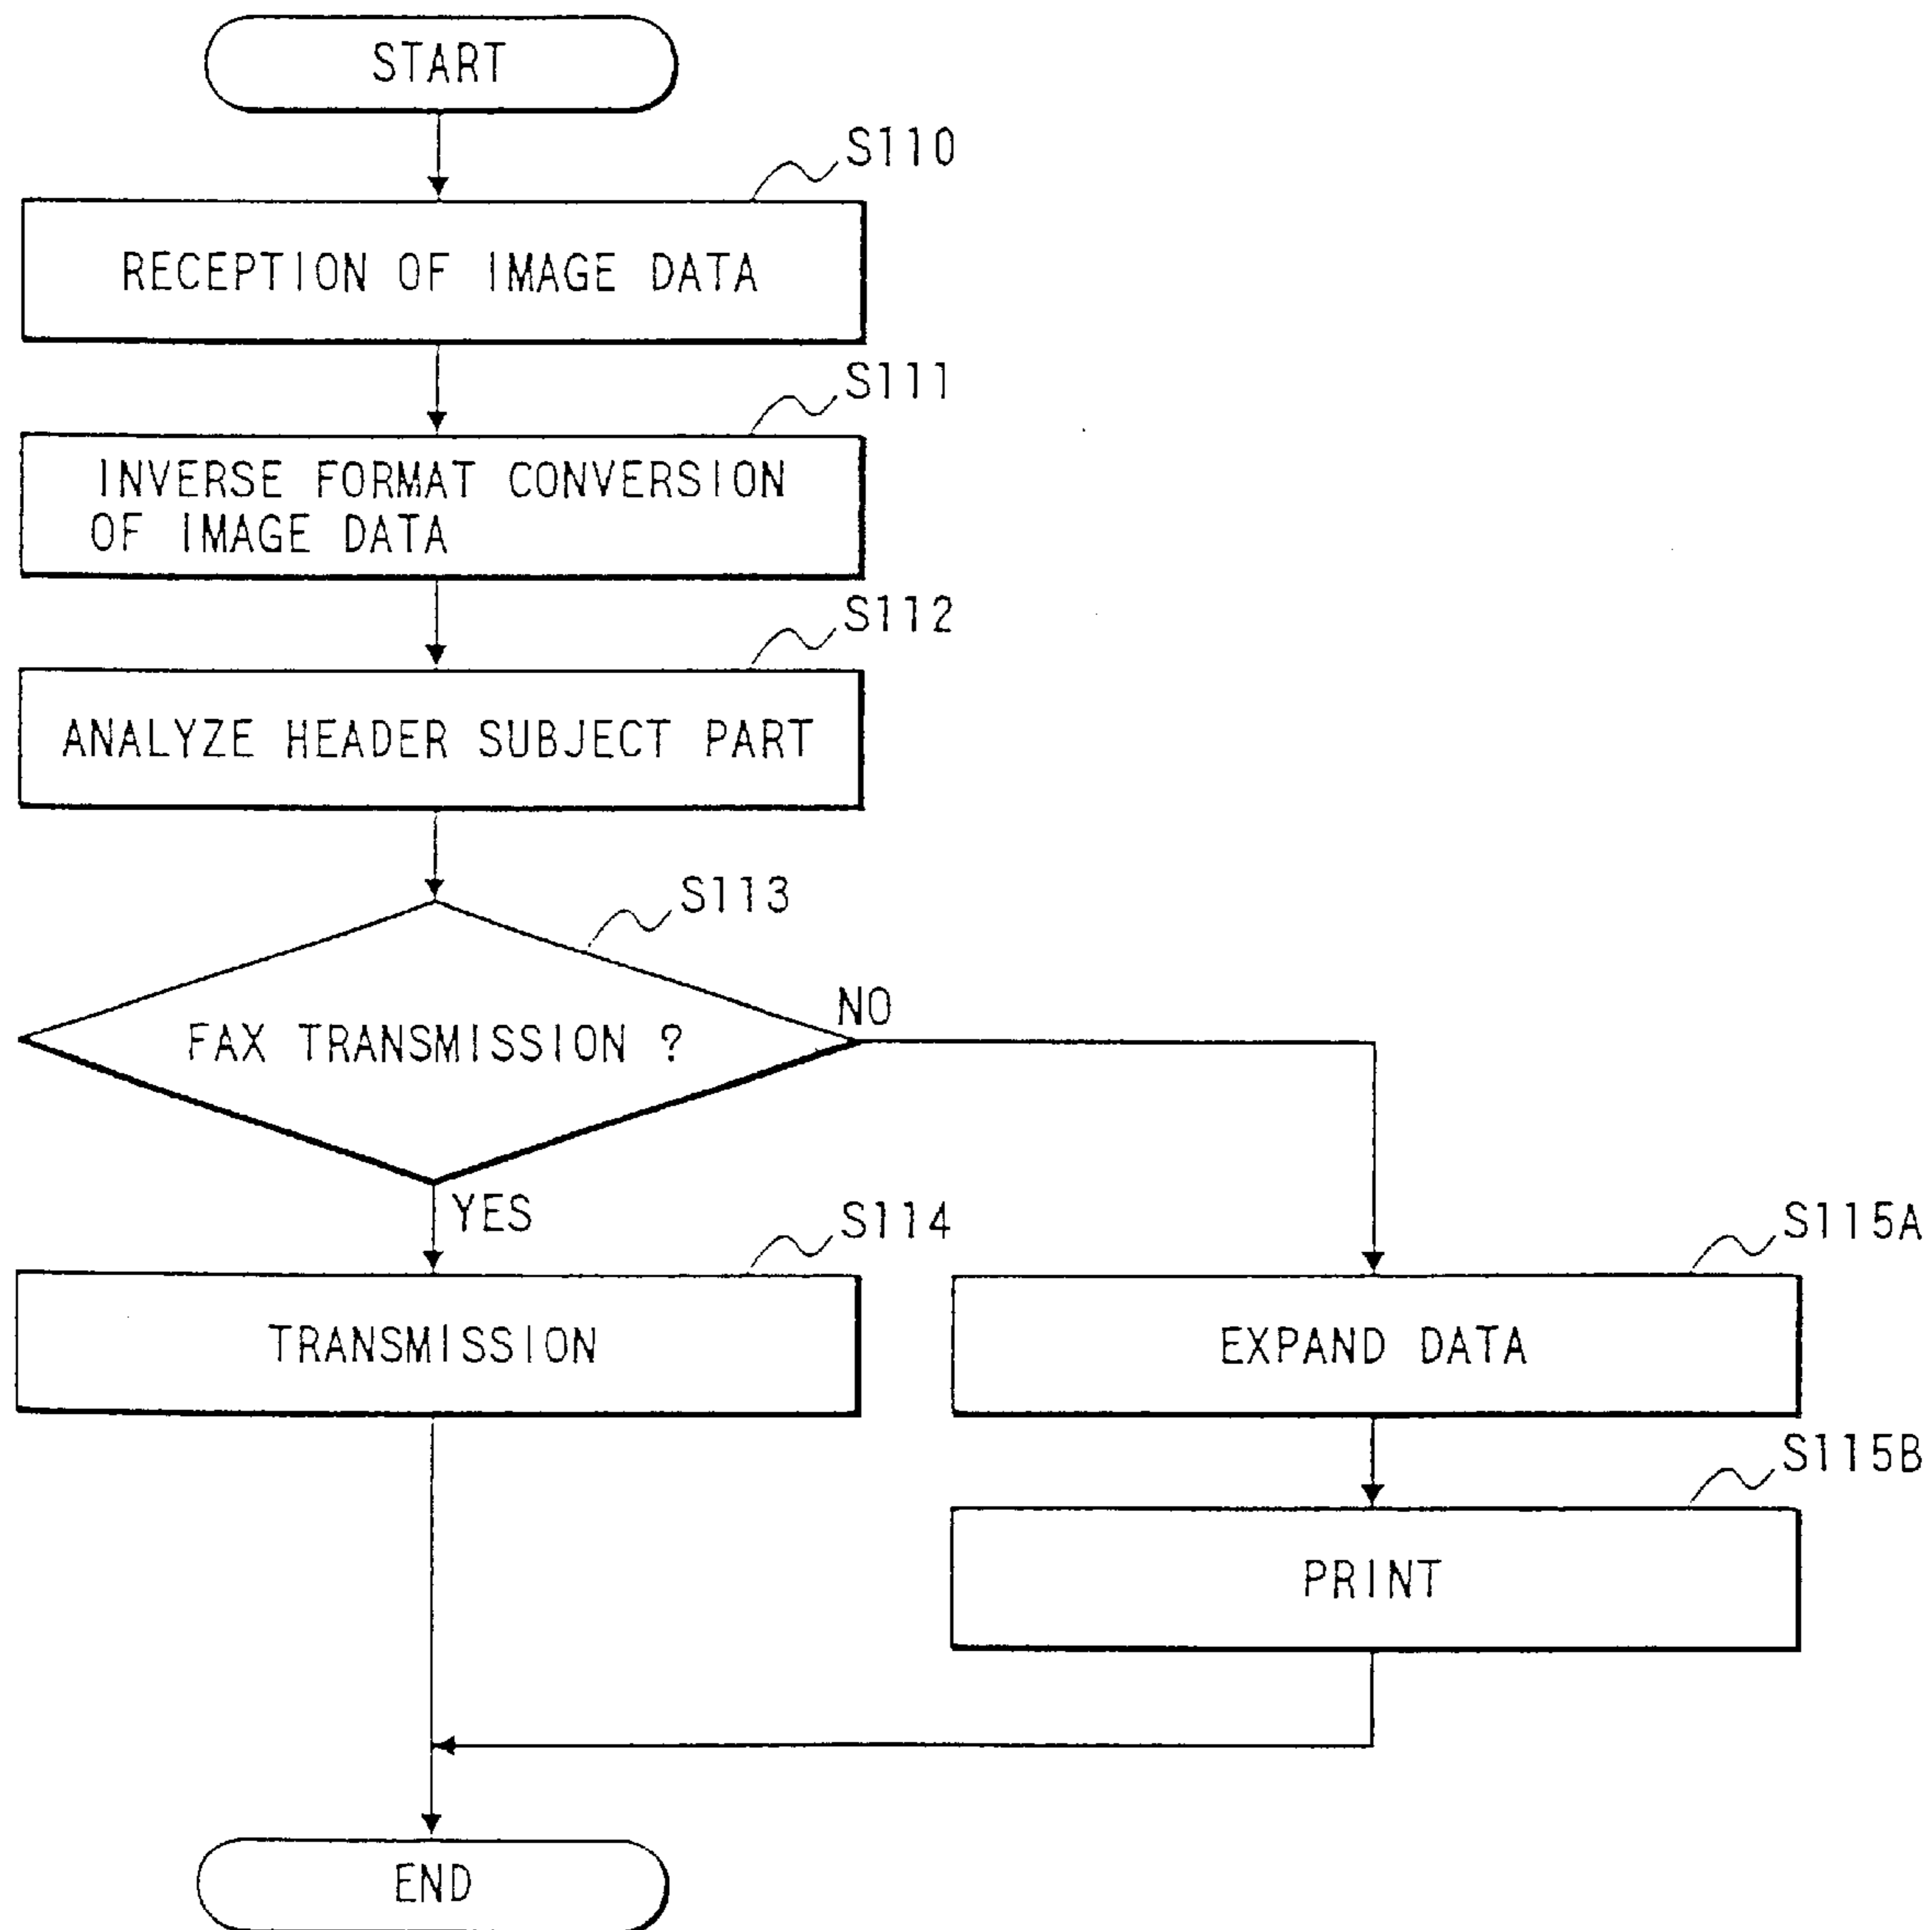 START
S110
RECEPTION OF IMAGE DATA
S111
INVERSE FORMAT CONVERSION
OF IMAGE DATA
S112
ANALYZE HEADER SUBJECT PART
S113
NO
FAX TRANSMISSION ?
YES
S114
TRANSMISSION
S115A
EXPAND DATA
S115B
PRINT
END